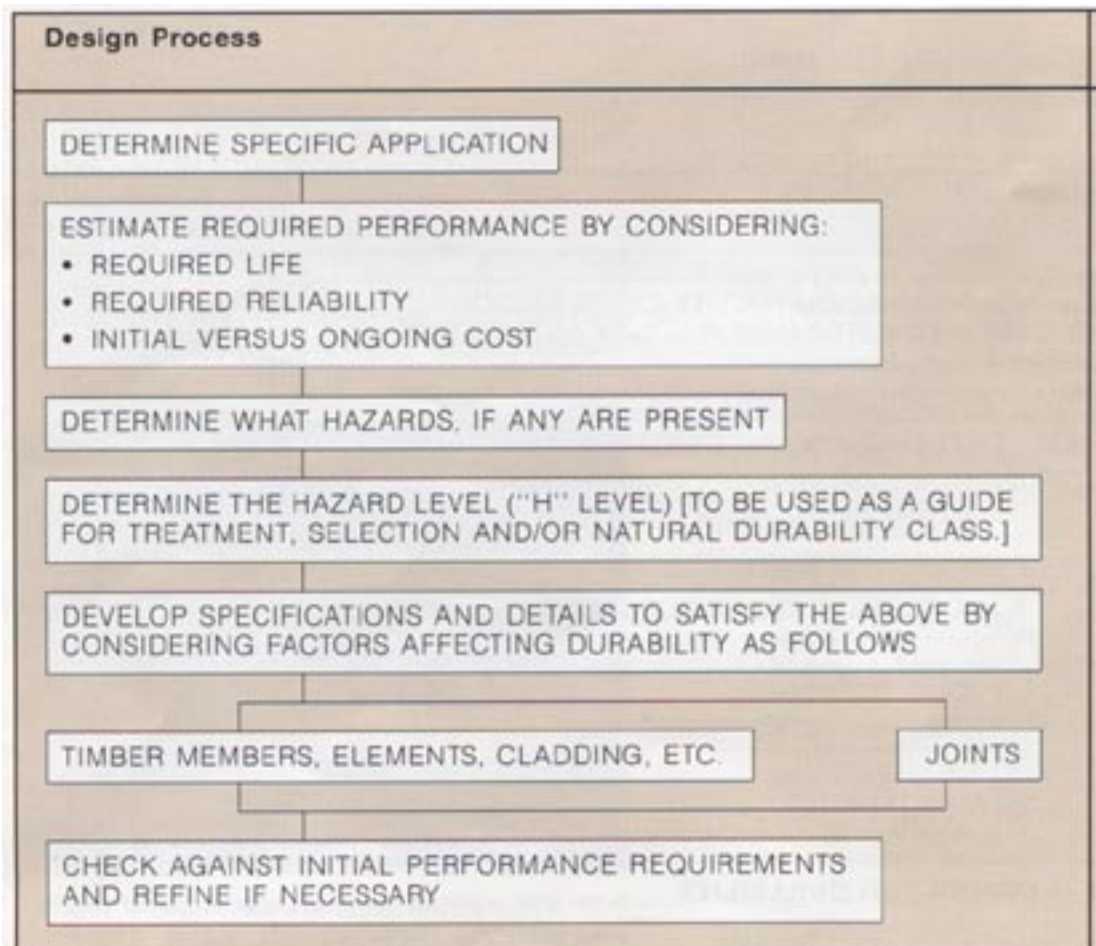 Design Process
DETERMINE SPECIFIC APPLICATION
ESTIMATE REQUIRED PERFORMANCE BY CONSIDERING:
• REQUIRED LIFE
• REQUIRED RELIABILITY
• INITIAL VERSUS ONGOING COST
DETERMINE WHAT HAZARDS, IF ANY ARE PRESENT
DETERMINE THE HAZARD LEVEL ("H" LEVEL) [TO BE USED AS A GUIDE
FOR TREATMENT, SELECTION AND/OR NATURAL DURABILITY CLASS.]
DEVELOP SPECIFICATIONS AND DETAILS TO SATISFY THE ABOVE BY
CONSIDERING FACTORS AFFECTING DURABILITY AS FOLLOWS
TIMBER MEMBERS, ELEMENTS, CLADDING, ETC.
JOINTS
CHECK AGAINST INITIAL PERFORMANCE REQUIREMENTS
AND REFINE IF NECESSARY